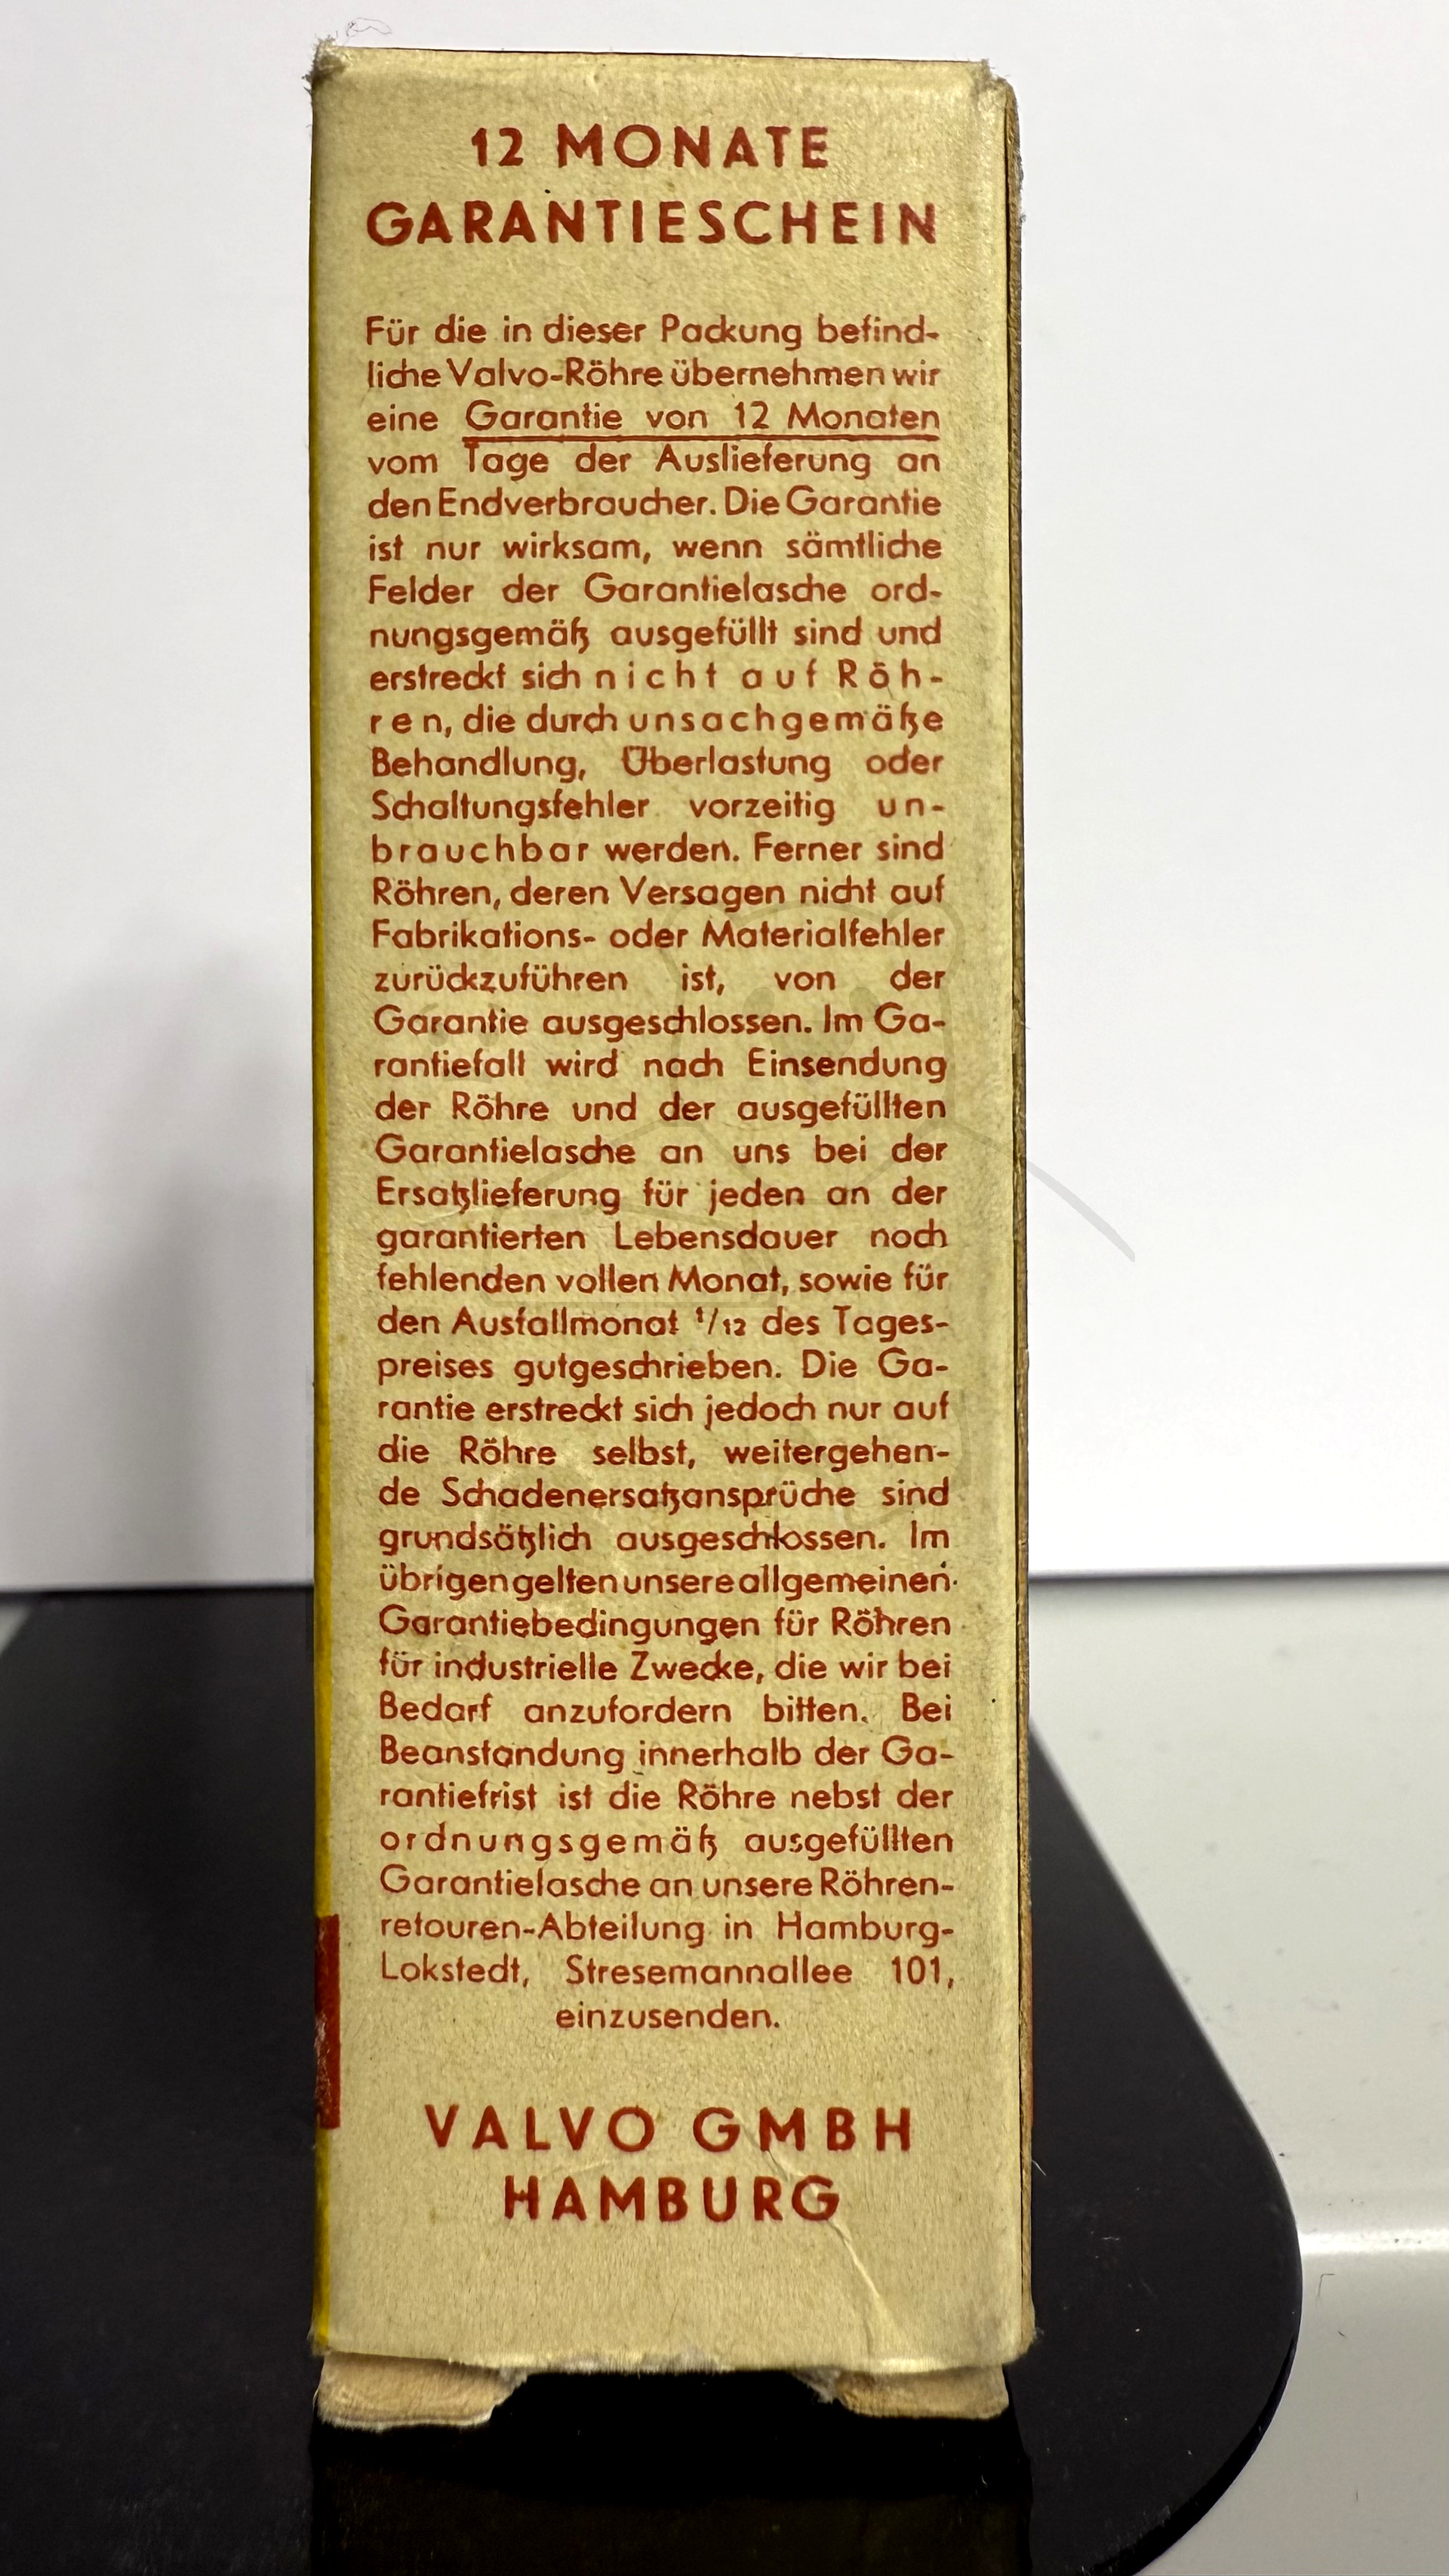 12 MONATE
GARANTIESCHEIN
Für die in dieser Packung befind-
liche Valvo-Röhre übernehmen wir
eine Garantie von 12 Monaten
vom Tage der Auslieferung an
den Endverbraucher. Die Garantie
ist nur wirksam, wenn sämtliche
Felder der Garantielasche ord-
nungsgemäß ausgefüllt sind und
erstreckt sich nicht auf Röh-
ren, die durch unsachgemäße
Behandlung, Überlastung oder
Schaltungsfehler vorzeitig un-
brauchbar werden. Ferner sind
Röhren, deren Versagen nicht auf
Fabrikations- oder Materialfehler
zurückzuführen ist, von der
Garantie ausgeschlossen. Im Ga-
rantiefall wird nach Einsendung
der Röhre und der ausgefüllten
Garantielasche an uns bei der
Ersatzlieferung für jeden an der
garantierten Lebensdauer noch
fehlenden vollen Monat, sowie für
den Ausfallmonat 1/12 des Tages-
preises gutgeschrieben. Die Ga-
rantie erstreckt sich jedoch nur auf
die Röhre selbst, weitergehen-
de Schadenersatzansprüche sind
grundsätzlich ausgeschlossen. Im
übrigen gelten unsere allgemeinen
Garantiebedingungen für Röhren
für industrielle Zwecke, die wir bei
Bedarf anzufordern bitten. Bei
Beanstandung innerhalb der Ga-
rantiefrist ist die Röhre nebst der
ordnungsgemäß ausgefüllten
Garantielasche an unsere Röhren-
retouren-Abteilung in Hamburg-
Lokstedt, Stresemannallee 101,
einzusenden.
VALVO GMBH
HAMBURG